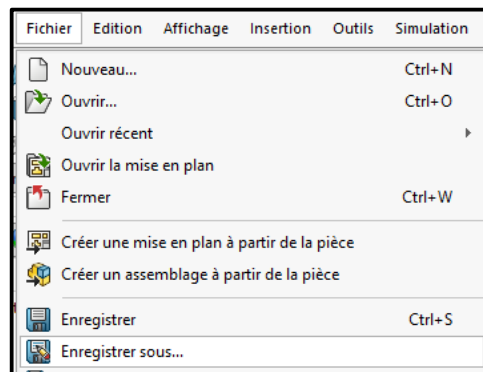 Fichier Edition Affichage Insertion Outils Simulation
Nouveau... Ctrl+N
Ouvrir... Ctrl+O
Ouvrir récent
Ouvrir la mise en plan
Fermer Ctrl+W
Créer une mise en plan à partir de la pièce
Créer un assemblage à partir de la pièce
Enregistrer Ctrl+S
Enregistrer sous...